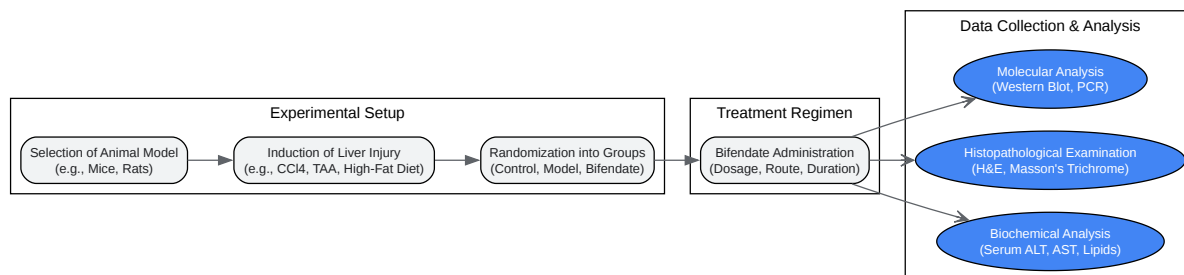 Experimental Setup
Selection of Animal Model
(e.g., Mice, Rats)
Induction of Liver Injury
(e.g., CCl4, TAA, High-Fat Diet)
Randomization into Groups
(Control, Model, Bifendate)
Treatment Regimen
Bifendate Administration
(Dosage, Route, Duration)
Data Collection & Analysis
Molecular Analysis
(Western Blot, PCR)
Histopathological Examination
(H&E, Masson's Trichrome)
Biochemical Analysis
(Serum ALT, AST, Lipids)